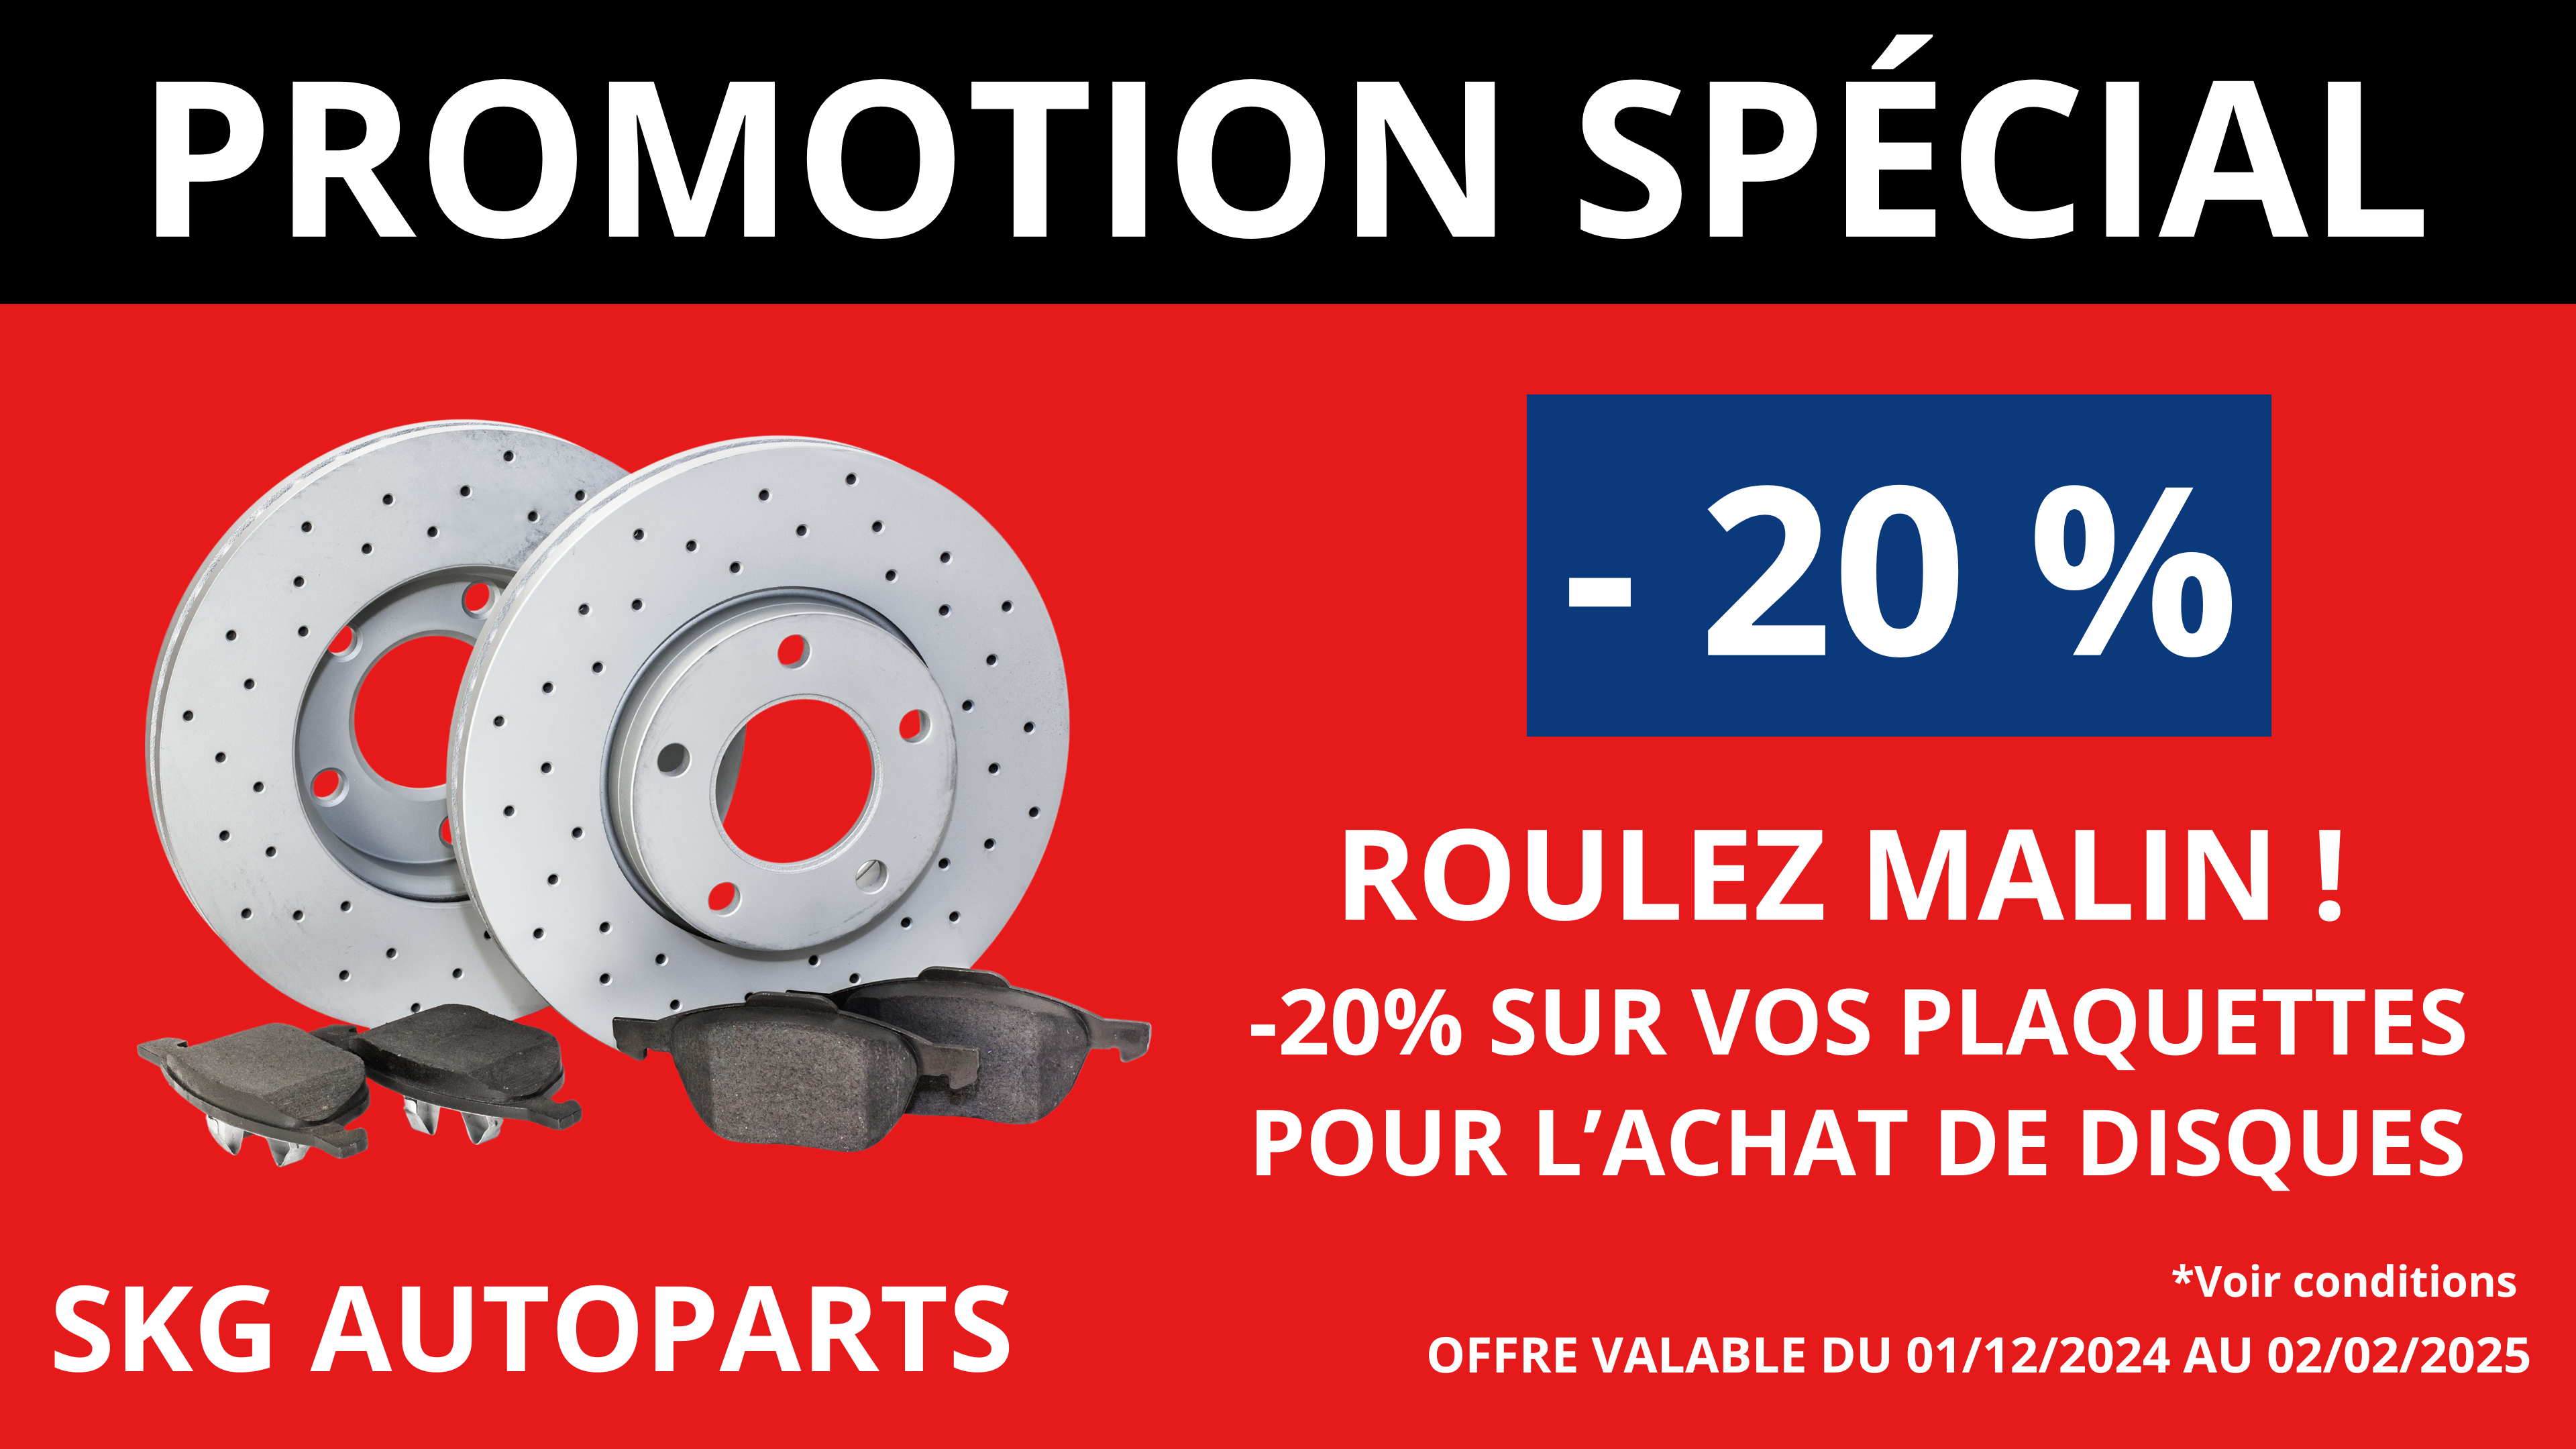 PROMOTION SPÉCIAL
- 20 %
ROULEZ MALIN !
-20% SUR VOS PLAQUETTES
POUR L’ACHAT DE DISQUES
*Voir conditions
SKG AUTOPARTS
OFFRE VALABLE DU 01/12/2024 AU 02/02/2025